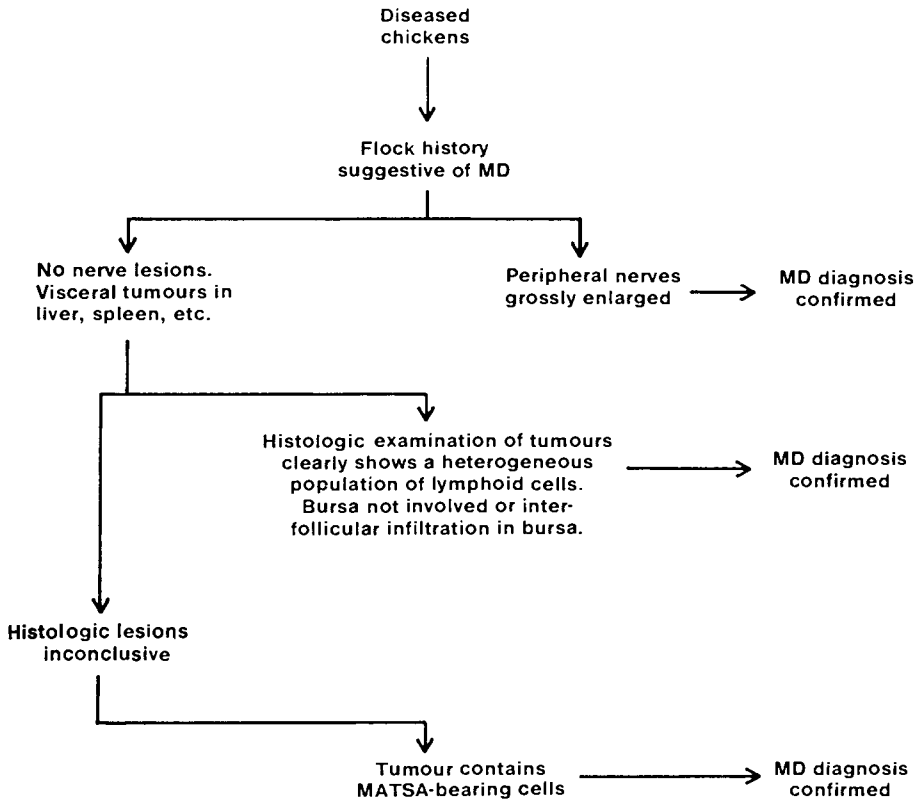 Diseased
chickens
Flock history
suggestive of MD
No nerve lesions.
Visceral tumours in
liver, spleen, etc.
Peripheral nerves
grossly enlarged
MD diagnosis
confirmed
Histologic examination of tumours
clearly shows a heterogeneous
population of lymphoid cells.
Bursa not involved or inter-
follicular infiltration in bursa.
MD diagnosis
confirmed
Histologic lesions
inconclusive
Tumour contains
MATSA-bearing cells
MD diagnosis
confirmed